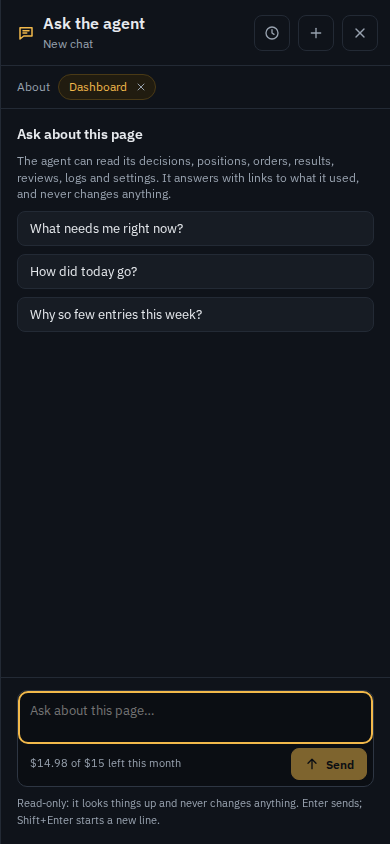 Ask the agent
New chat
About
Dashboard
Ask about this page
The agent can read its decisions, positions, orders, results,
reviews, logs and settings. It answers with links to what it used,
and never changes anything.
What needs me right now?
How did today go?
Why so few entries this week?
Ask about this page...
$14.98 of $15 left this month
Send
Read-only: it looks things up and never changes anything. Enter sends;
Shift+Enter starts a new line.